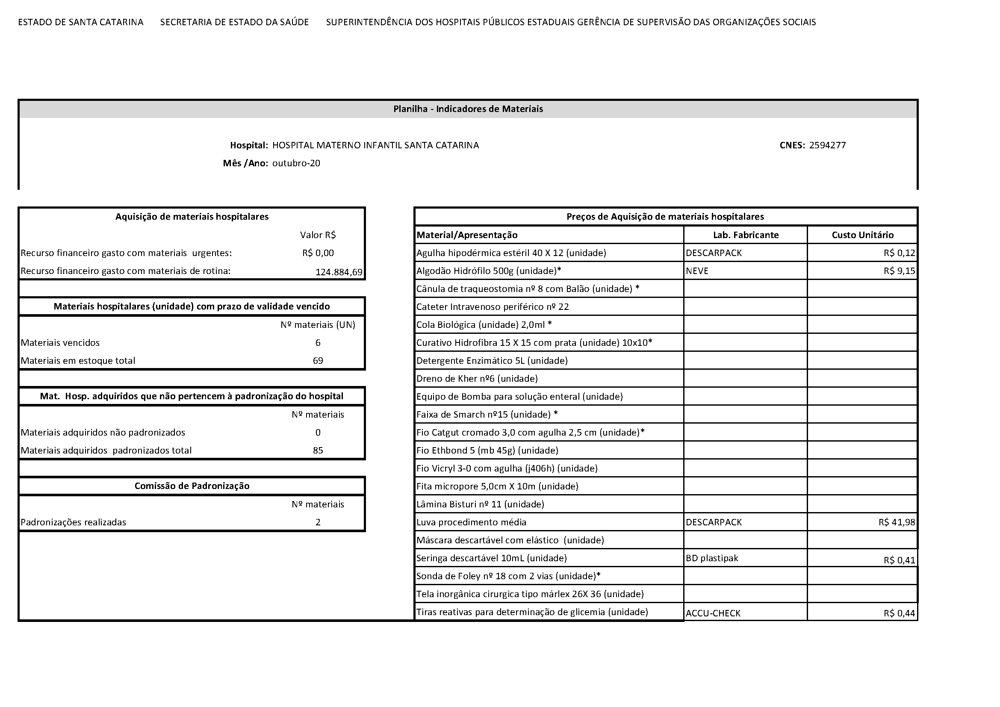 ESTADO DE SANTA CATARINA SECRETARIA DE ESTADO DA SAÚDE SUPERINTENDÊNCIA DOS HOSPITAIS PÚBLICOS ESTADUAIS GERÊNCIA DE SUPERVISÃO DAS ORGANIZAÇÕES SOCIAIS
Planilha - Indicadores de Materiais
Hospital: HOSPITAL MATERNO INFANTIL SANTA CATARINA CNES: 2594277
Mês /Ano: outubro-20
Aquisição de materiais hospitalares
Valor R$
Recurso financeiro gasto com materiais urgentes: R$ 0,00
Recurso financeiro gasto com materiais de rotina: 124.884,69
Materiais hospitalares (unidade) com prazo de validade vencido
Nº materiais (UN)
Materiais vencidos 6
Materiais em estoque total 69
Mat. Hosp. adquiridos que não pertencem à padronização do hospital
Nº materiais
Materiais adquiridos não padronizados 0
Materiais adquiridos padronizados total 85
Comissão de Padronização
Nº materiais
Padronizações realizadas 2
Preços de Aquisição de materiais hospitalares
Material/Apresentação Lab. Fabricante Custo Unitário
Agulha hipodérmica estéril 40 X 12 (unidade) DESCARPACK R$ 0,12
Algodão Hidrófilo 500g (unidade)* NEVE R$ 9,15
Cânula de traqueostomia nº 8 com Balão (unidade) *
Cateter Intravenoso periférico nº 22
Cola Biológica (unidade) 2,0ml *
Curativo Hidrofibra 15 X 15 com prata (unidade) 10x10*
Detergente Enzimático 5L (unidade)
Dreno de Kher nº6 (unidade)
Equipo de Bomba para solução enteral (unidade)
Faixa de Smarch nº15 (unidade) *
Fio Catgut cromado 3,0 com agulha 2,5 cm (unidade)*
Fio Ethbond 5 (mb 45g) (unidade)
Fio Vicryl 3-0 com agulha (j406h) (unidade)
Fita micropore 5,0cm X 10m (unidade)
Lâmina Bisturi nº 11 (unidade)
Luva procedimento média DESCARPACK R$ 41,98
Máscara descartável com elástico (unidade)
Seringa descartável 10mL (unidade) BD plastipak R$ 0,41
Sonda de Foley nº 18 com 2 vias (unidade)*
Tela inorgânica cirurgica tipo márlex 26X 36 (unidade)
Tiras reativas para determinação de glicemia (unidade) ACCU-CHECK R$ 0,44